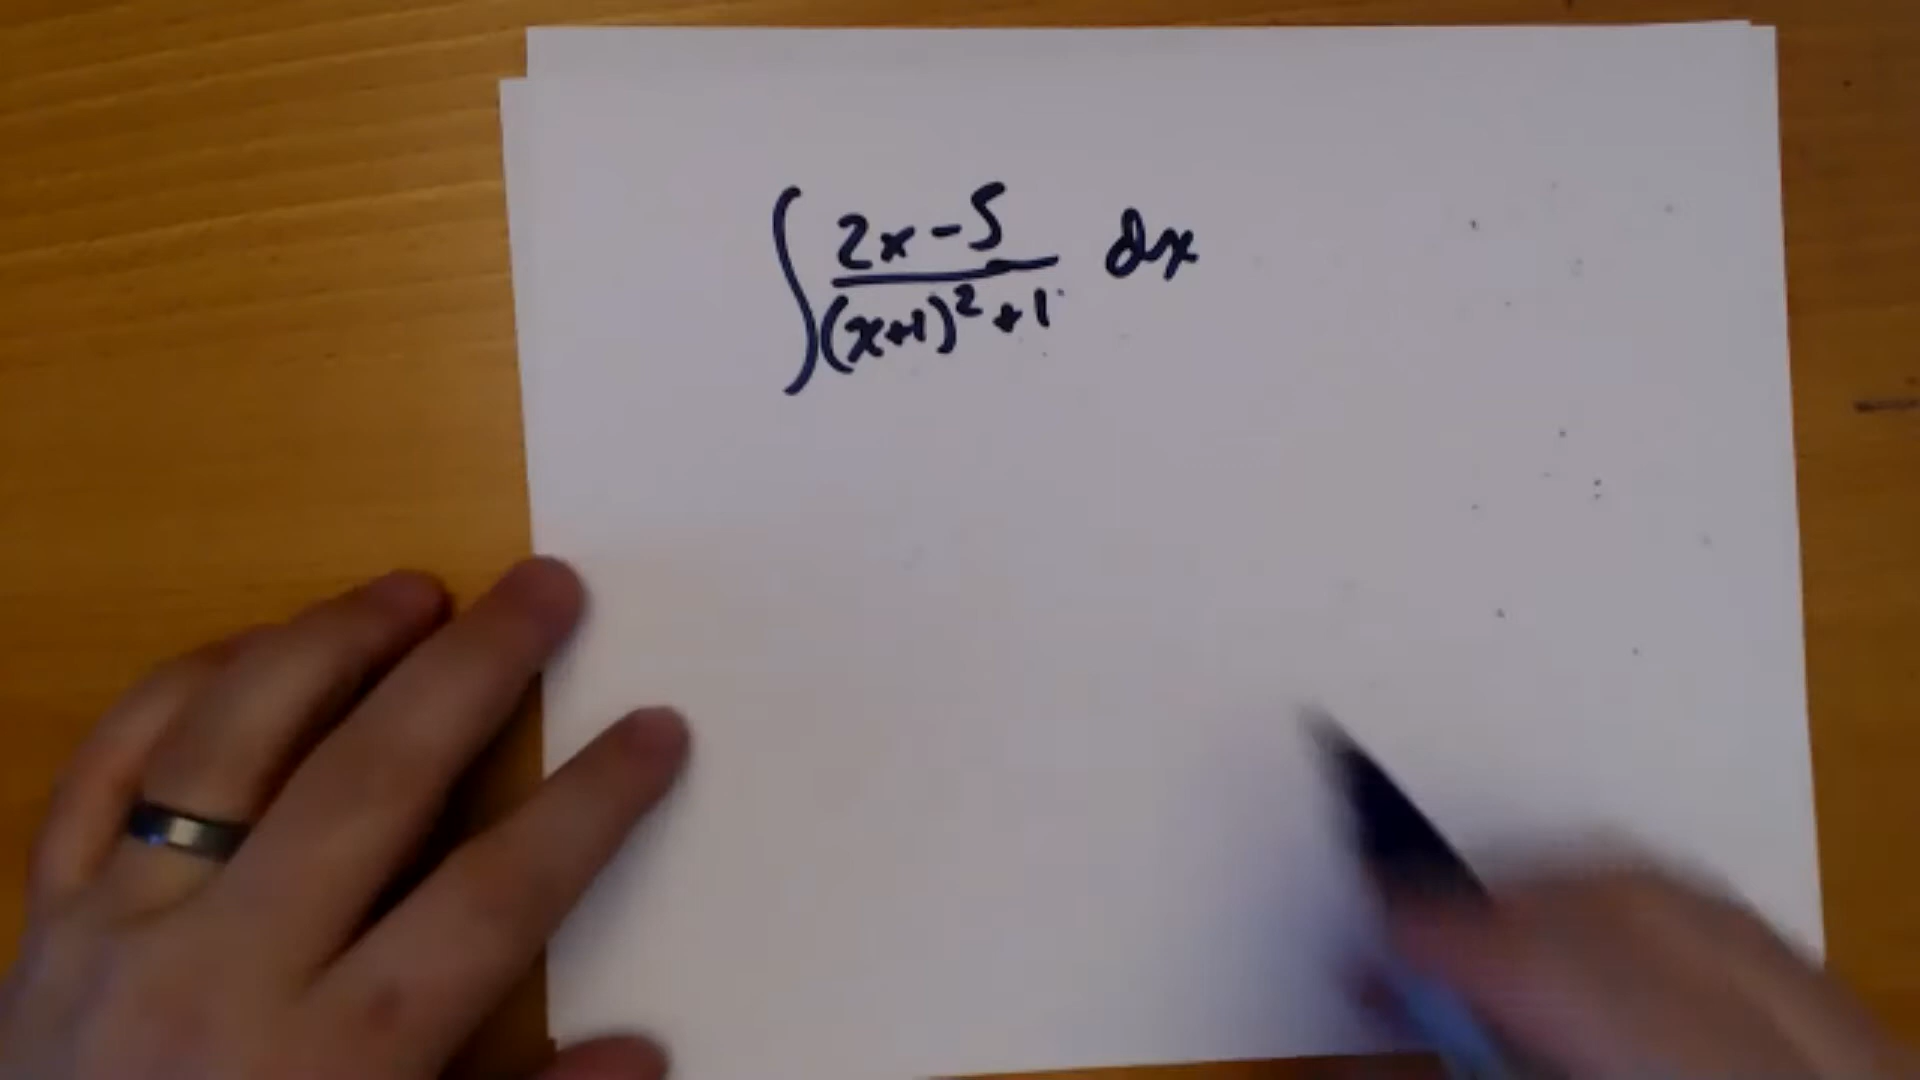 ∫ (2x-5)/((x+1)²+1) dx